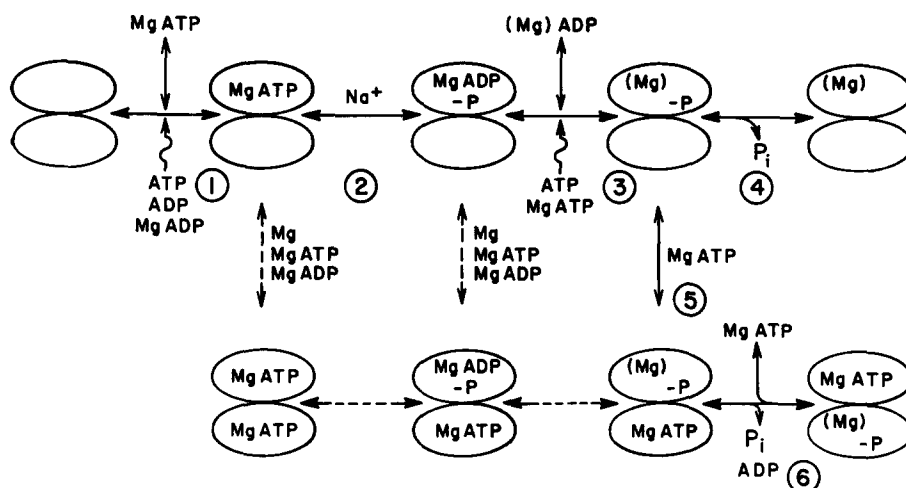 Mg ATP
(Mg) ADP
Mg ATP
Na+
Mg ADP
-P
(Mg)
-P
(Mg)
Pi
ATP
ADP
Mg ADP
①
②
ATP
Mg ATP
③
④
Mg
Mg ATP
Mg ADP
Mg
Mg ATP
Mg ADP
Mg ATP
⑤
Mg ATP
Mg ATP
Mg ATP
Mg ADP
-P
Mg ATP
(Mg)
-P
Mg ATP
Mg ATP
(Mg)
-P
Pi
ADP
⑥